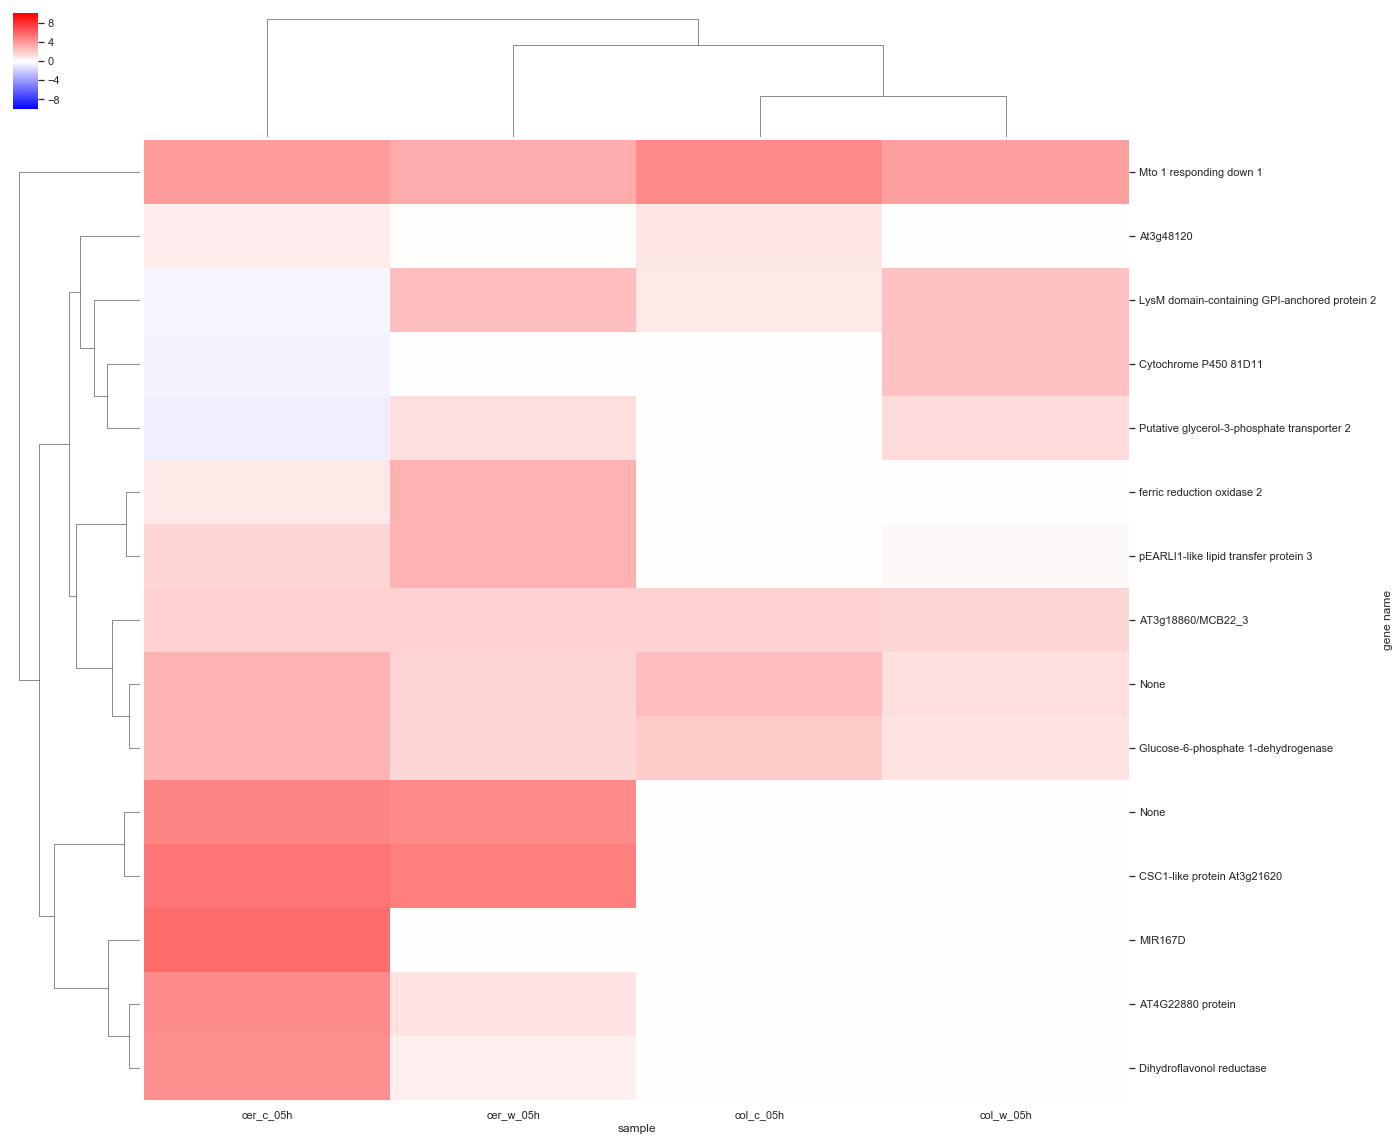 8
4
0
−4
−8
Mto 1 responding down 1
At3g48120
LysM domain-containing GPI-anchored protein 2
Cytochrome P450 81D11
Putative glycerol-3-phosphate transporter 2
ferric reduction oxidase 2
pEARLI1-like lipid transfer protein 3
AT3g18860/MCB22_3
None
Glucose-6-phosphate 1-dehydrogenase
None
CSC1-like protein At3g21620
MIR167D
AT4G22880 protein
Dihydroflavonol reductase
gene name
cer_c_05h
cer_w_05h
col_c_05h
col_w_05h
sample